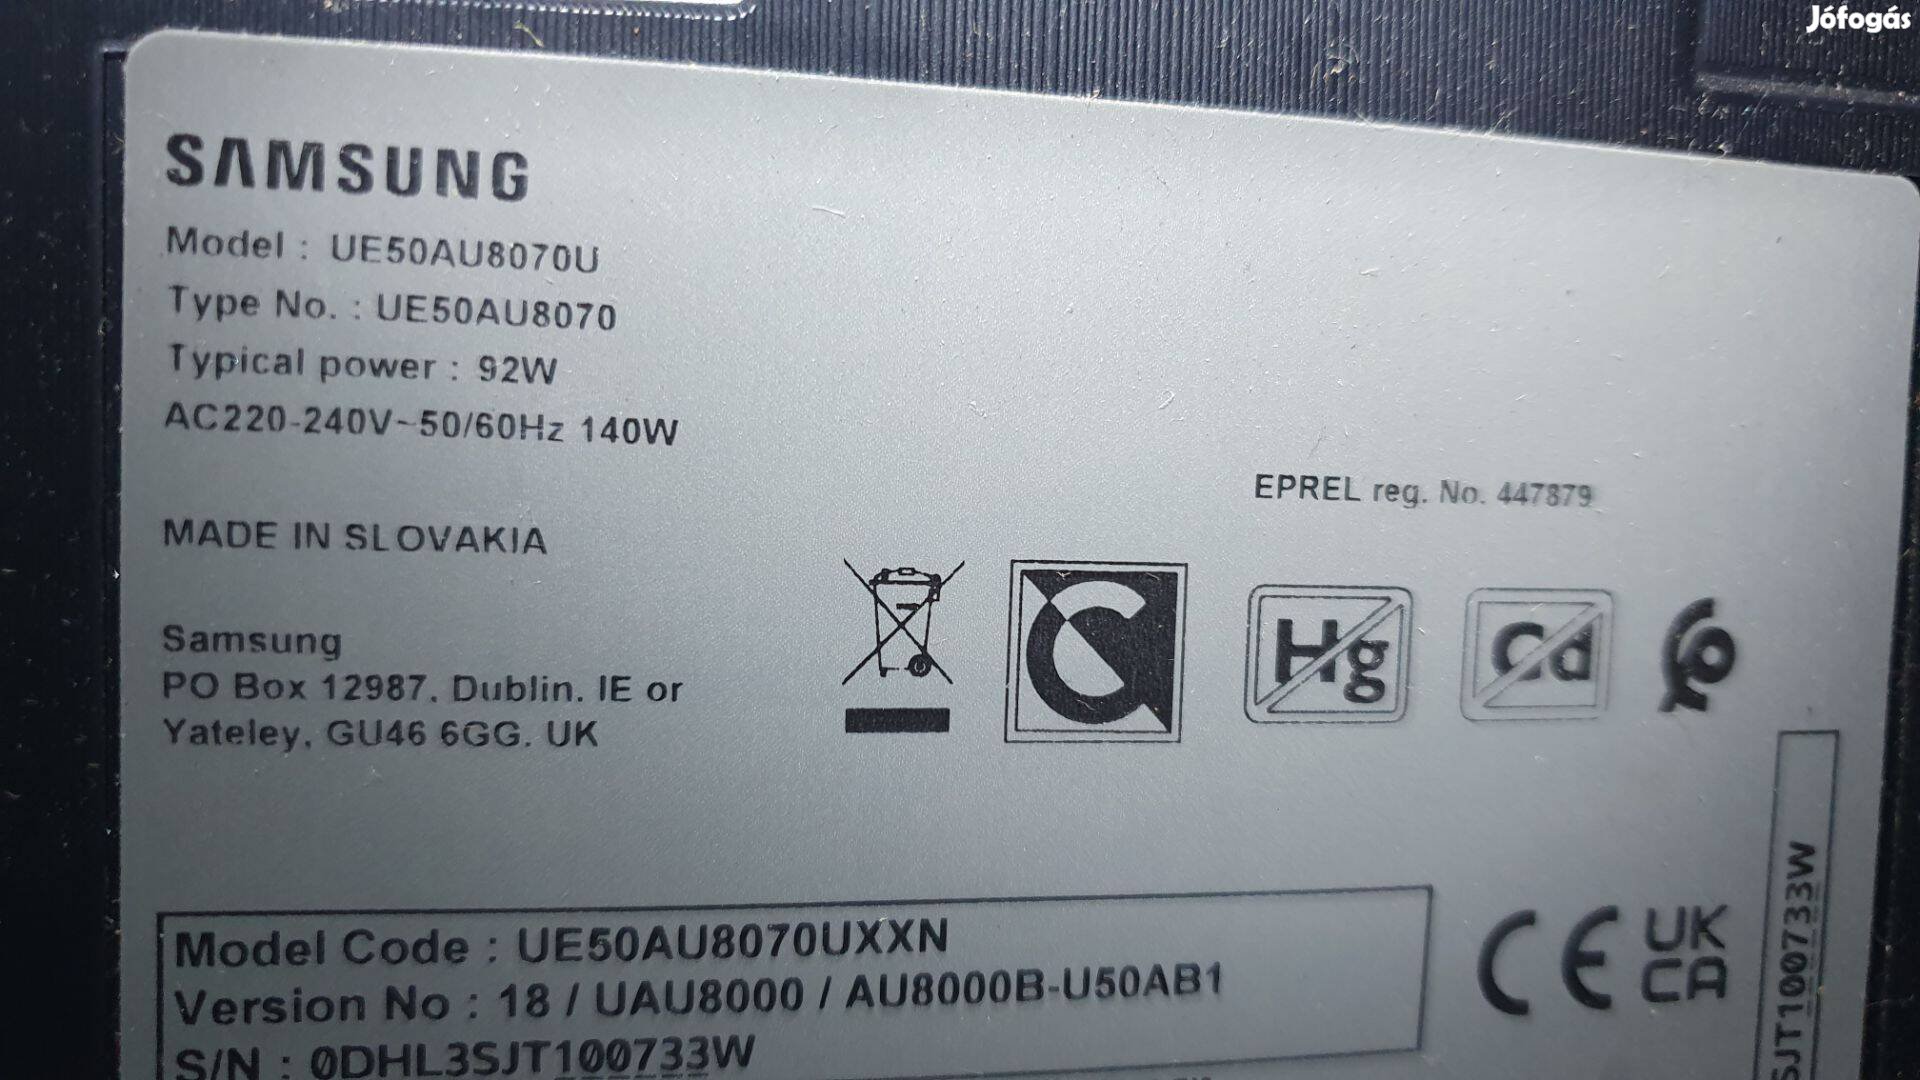 Jófogás
SAMSUNG
Model : UE50AU8070U
Type No. : UE50AU8070
Typical power : 92W
AC220-240V~50/60Hz 140W
EPREL reg. No. 447879
MADE IN SLOVAKIA
Samsung
PO Box 12987. Dublin. IE or
Yateley, GU46 6GG. UK
Hg
Cd
Model Code : UE50AU8070UXXN
Version No : 18 / UAU8000 / AU8000B-U50AB1
S/N : 0DHL3SJT100733W
CE
UK
CA
SJT100733W